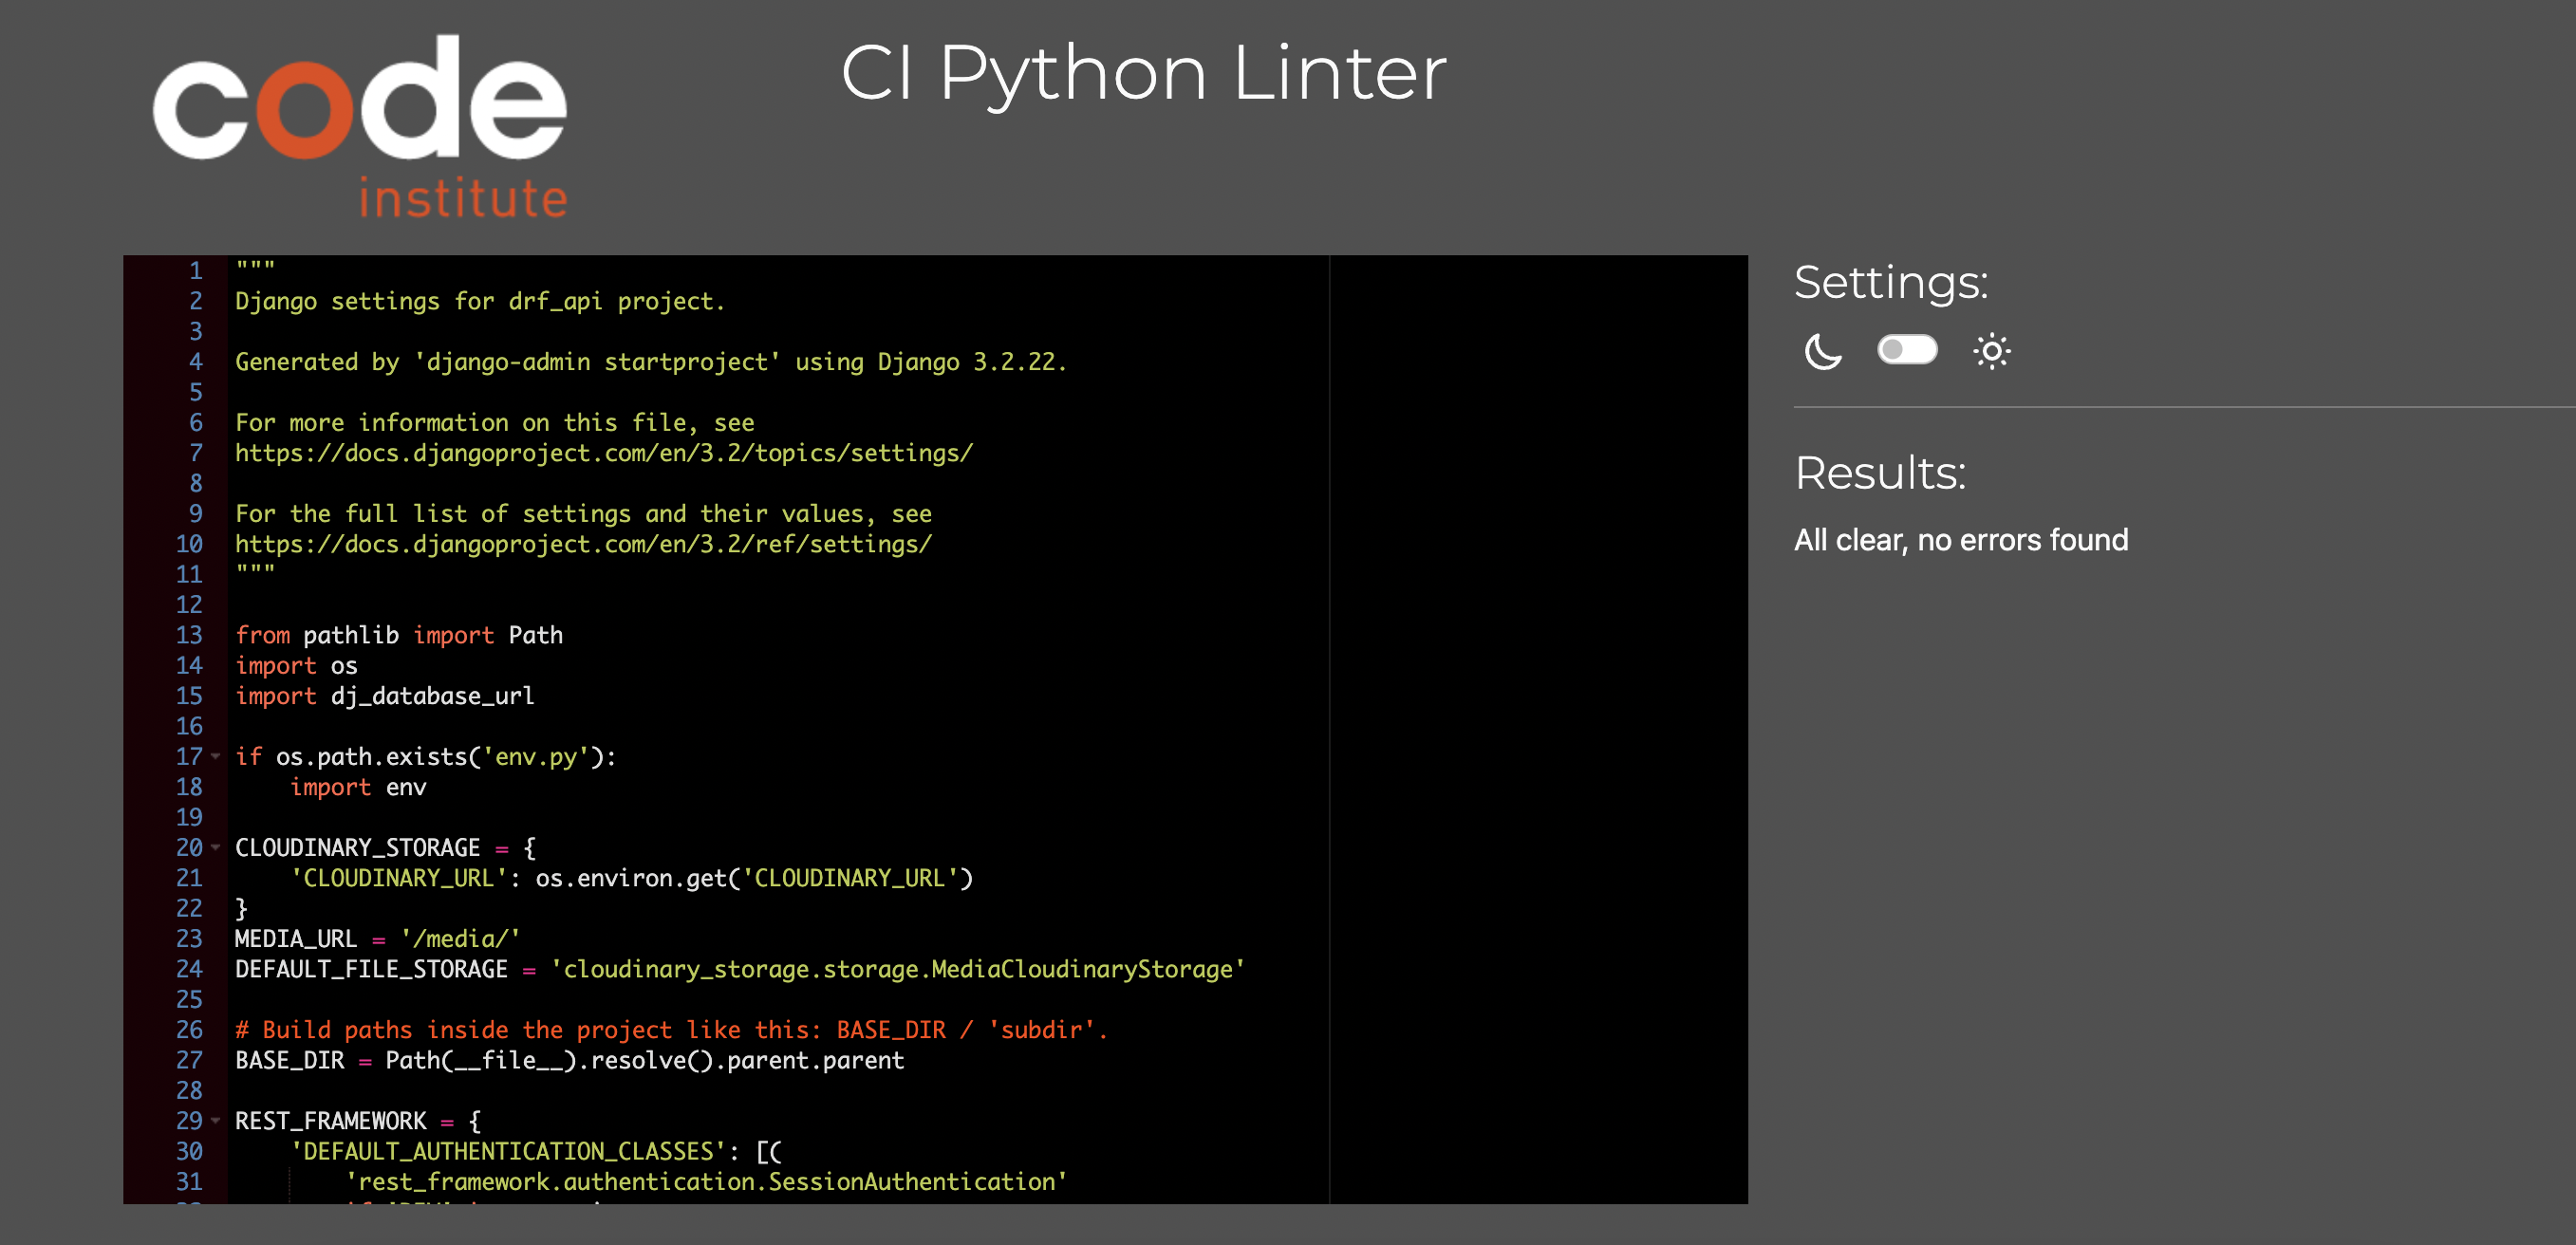 code
institute
CI Python Linter
1 """
2 Django settings for drf_api project.
3
4 Generated by 'django-admin startproject' using Django 3.2.22.
5
6 For more information on this file, see
7 https://docs.djangoproject.com/en/3.2/topics/settings/
8
9 For the full list of settings and their values, see
10 https://docs.djangoproject.com/en/3.2/ref/settings/
11 """
12
13 from pathlib import Path
14 import os
15 import dj_database_url
16
17 if os.path.exists('env.py'):
18     import env
19
20 CLOUDINARY_STORAGE = {
21     'CLOUDINARY_URL': os.environ.get('CLOUDINARY_URL')
22 }
23 MEDIA_URL = '/media/'
24 DEFAULT_FILE_STORAGE = 'cloudinary_storage.storage.MediaCloudinaryStorage'
25
26 # Build paths inside the project like this: BASE_DIR / 'subdir'.
27 BASE_DIR = Path(__file__).resolve().parent.parent
28
29 REST_FRAMEWORK = {
30     'DEFAULT_AUTHENTICATION_CLASSES': [(
31         'rest_framework.authentication.SessionAuthentication'
Settings:
Results:
All clear, no errors found